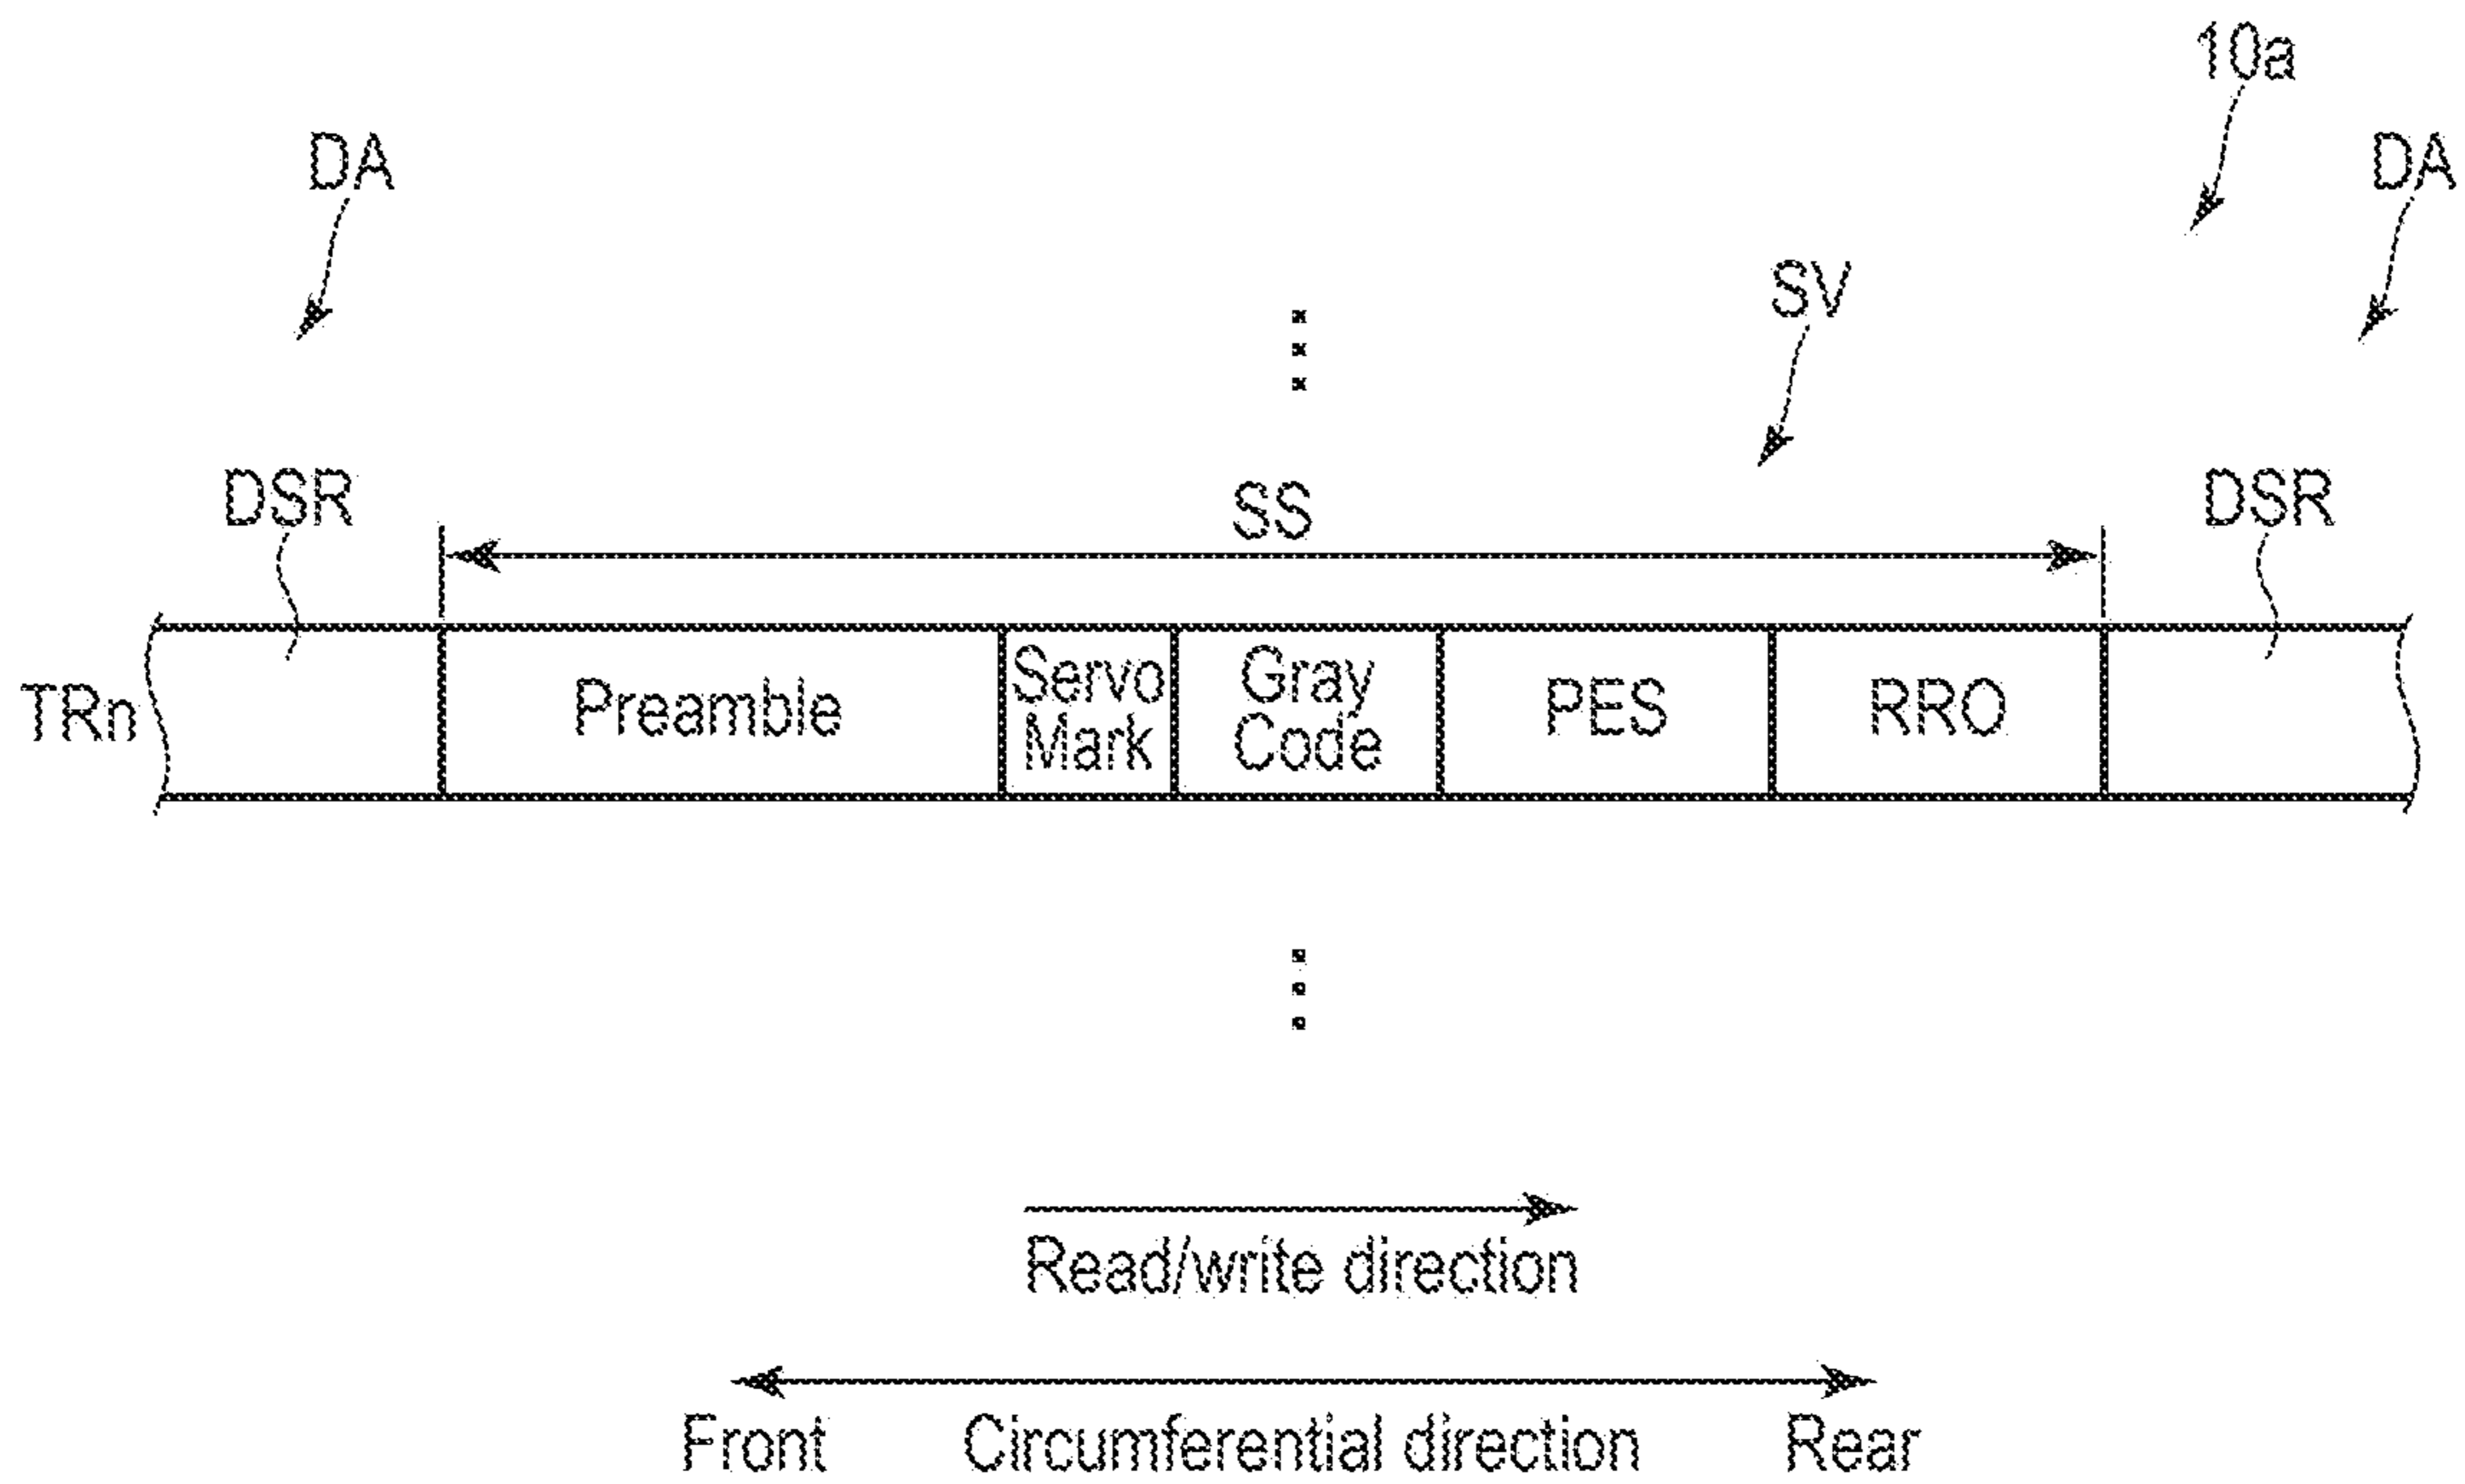 10a
DA
DA
SV
DSR
SS
DSR
TRn
Preamble
Servo
Mark
Gray
Code
PES
RRO
Read/write direction
Front
Circumferential direction
Rear